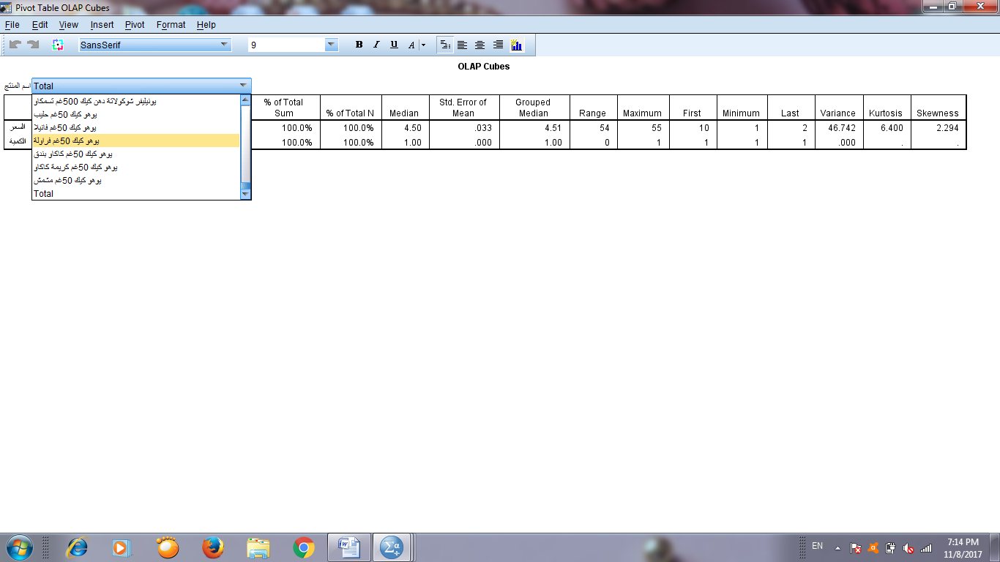 Pivot Table OLAP Cubes
File Edit View Insert Pivot Format Help
SansSerif 9 B I U A
OLAP Cubes
اسم المنتج Total
يونيليفر شوكولاتة دهن كيك 500غم تسمكاو
يوهو كيك 50غم حليب
يوهو كيك 50غم فانيلا
يوهو كيك 50غم فراولة
يوهو كيك 50غم كاكاو بندق
يوهو كيك 50غم كريمة كاكاو
يوهو كيك 50غم مشمش
Total
% of Total Sum % of Total N Median Std. Error of Mean Grouped Median Range Maximum First Minimum Last Variance Kurtosis Skewness
السعر 100.0% 100.0% 4.50 .033 4.51 54 55 10 1 2 46.742 6.400 2.294
الكمية 100.0% 100.0% 1.00 .000 1.00 0 1 1 1 1 .000 . .
EN 7:14 PM
11/8/2017